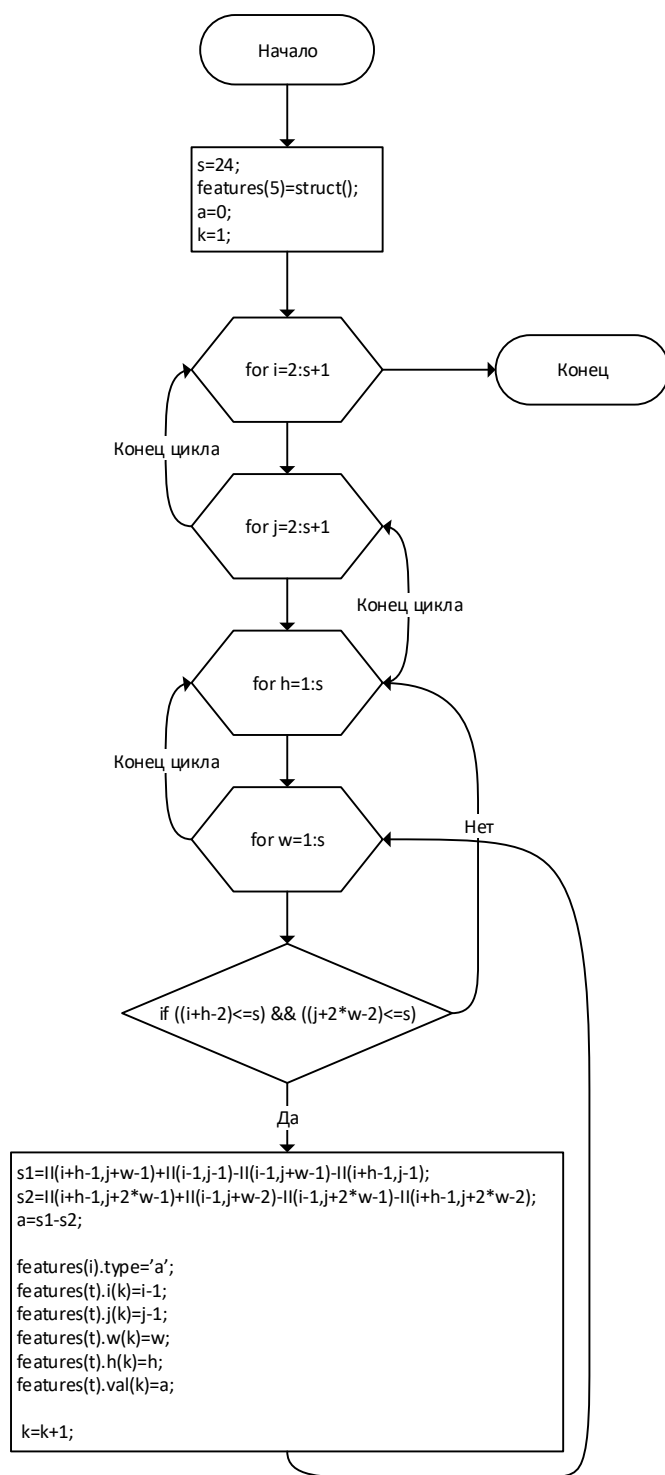 Начало
s=24;
features(5)=struct();
a=0;
k=1;
for i=2:s+1
Конец
Конец цикла
for j=2:s+1
Конец цикла
for h=1:s
Конец цикла
for w=1:s
Нет
if ((i+h-2)<=s) && ((j+2*w-2)<=s)
Да
s1=II(i+h-1,j+w-1)+II(i-1,j-1)-II(i-1,j+w-1)-II(i+h-1,j-1);
s2=II(i+h-1,j+2*w-1)+II(i-1,j+w-2)-II(i-1,j+2*w-1)-II(i+h-1,j+2*w-2);
a=s1-s2;
features(i).type=’a’;
features(t).i(k)=i-1;
features(t).j(k)=j-1;
features(t).w(k)=w;
features(t).h(k)=h;
features(t).val(k)=a;
k=k+1;